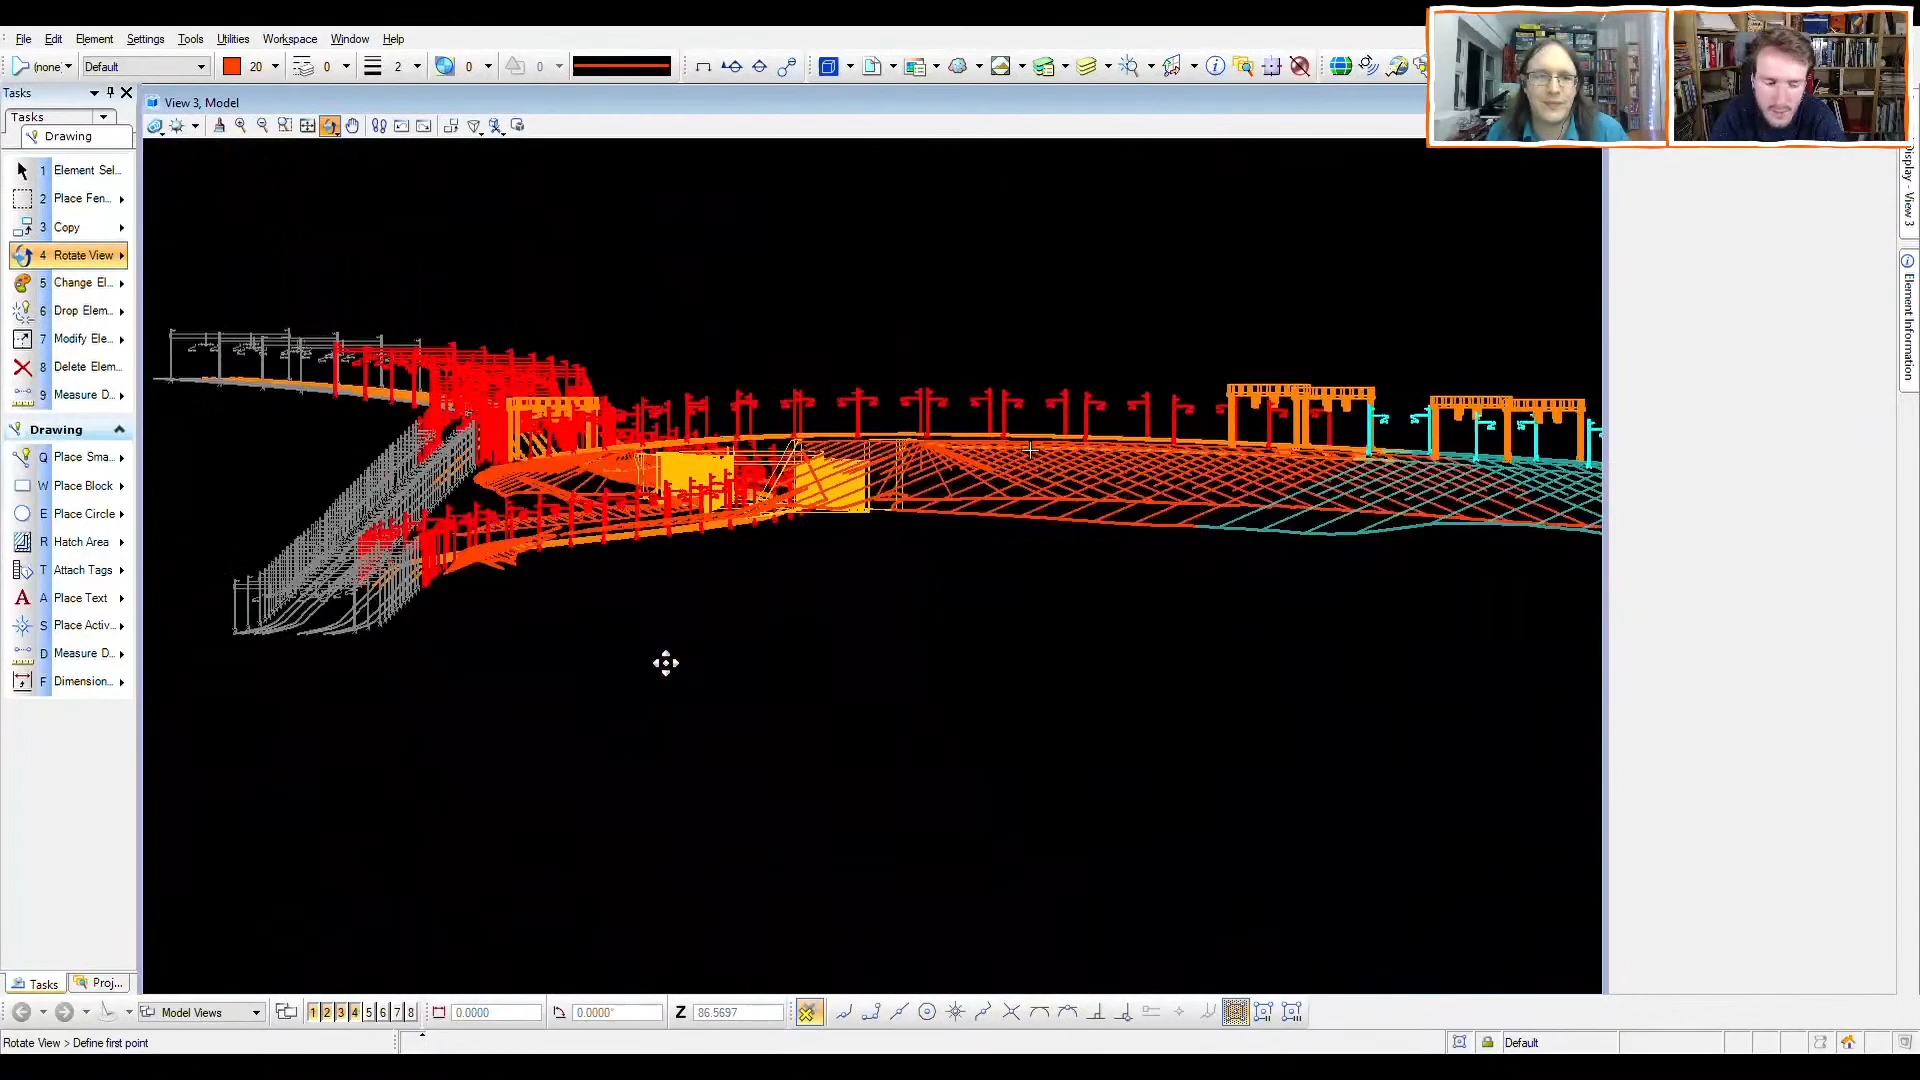 File Edit Element Settings Tools Utilities Workspace Window Help
(none) Default 20 0 2 0 0
Tasks
View 3, Model
Tasks
Drawing
1 Element Sel...
2 Place Fen...
3 Copy
4 Rotate View
5 Change El...
6 Drop Elem...
7 Modify Ele...
8 Delete Elem...
9 Measure D...
Drawing
Q Place Sma...
W Place Block
E Place Circle
R Hatch Area
T Attach Tags
A Place Text
S Place Activ...
D Measure D...
F Dimension...
Display - View 3
Element Information
Tasks Proj...
Model Views 1 2 3 4 5 6 7 8 0.0000 0.0000° Z 86.5697
Rotate View > Define first point Default